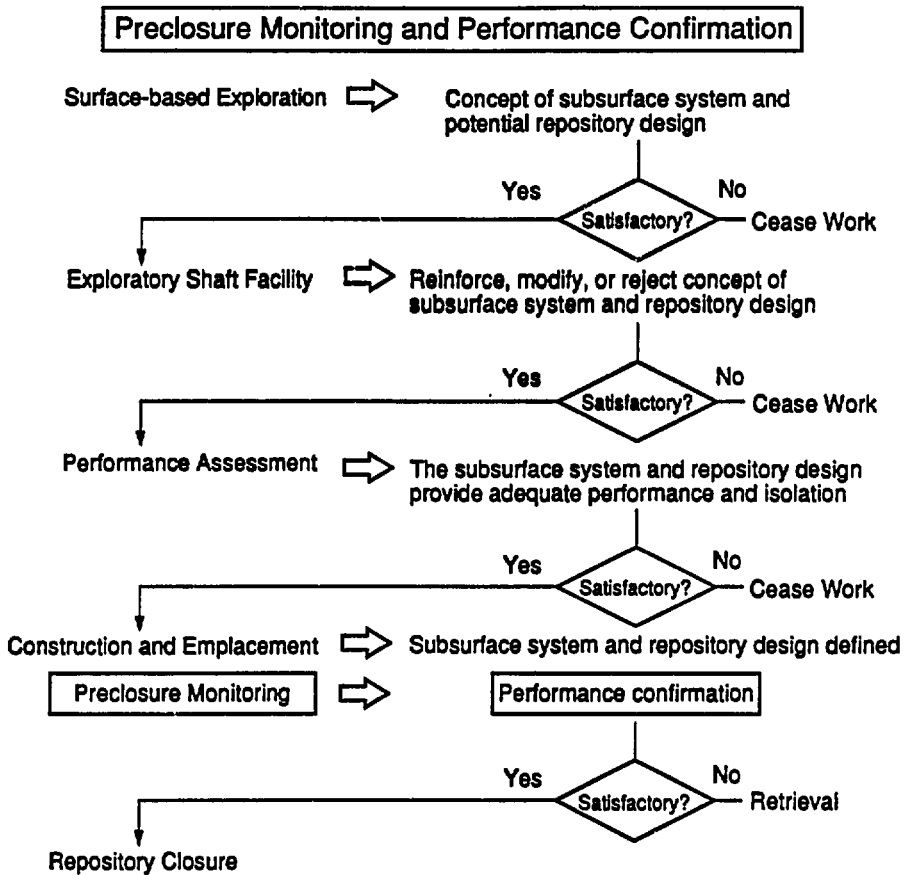 Preclosure Monitoring and Performance Confirmation
Surface-based Exploration
Concept of subsurface system and
potential repository design
Yes
No
Satisfactory?
Cease Work
Exploratory Shaft Facility
Reinforce, modify, or reject concept of
subsurface system and repository design
Yes
No
Satisfactory?
Cease Work
Performance Assessment
The subsurface system and repository design
provide adequate performance and isolation
Yes
No
Satisfactory?
Cease Work
Construction and Emplacement
Subsurface system and repository design defined
Preclosure Monitoring
Performance confirmation
Yes
No
Satisfactory?
Retrieval
Repository Closure